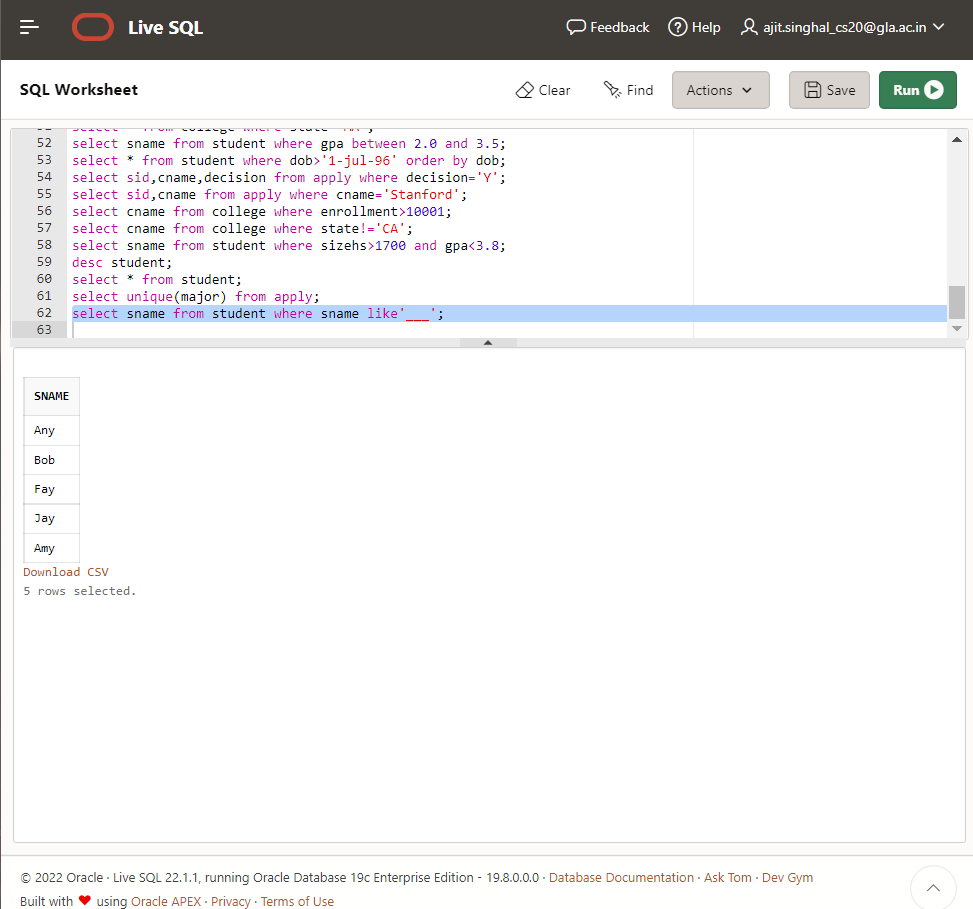 Live SQL
Feedback
Help
ajit.singhal_cs20@gla.ac.in
SQL Worksheet
Clear
Find
Actions
Save
Run
select * from college where state='MA';
52 select sname from student where gpa between 2.0 and 3.5;
53 select * from student where dob>'1-jul-96' order by dob;
54 select sid,cname,decision from apply where decision='Y';
55 select sid,cname from apply where cname='Stanford';
56 select cname from college where enrollment>10001;
57 select cname from college where state!='CA';
58 select sname from student where sizehs>1700 and gpa<3.8;
59 desc student;
60 select * from student;
61 select unique(major) from apply;
62 select sname from student where sname like'___';
63
SNAME
Any
Bob
Fay
Jay
Amy
Download CSV
5 rows selected.
© 2022 Oracle · Live SQL 22.1.1, running Oracle Database 19c Enterprise Edition - 19.8.0.0.0 · Database Documentation · Ask Tom · Dev Gym
Built with ❤ using Oracle APEX · Privacy · Terms of Use